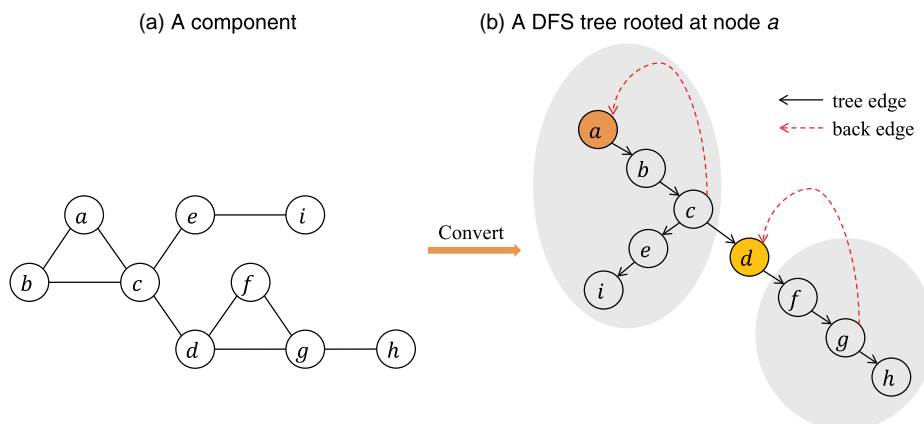 (a) A component
(b) A DFS tree rooted at node a
tree edge
back edge
a
b
c
e
i
d
f
g
h
Convert
a
b
c
e
i
d
f
g
h